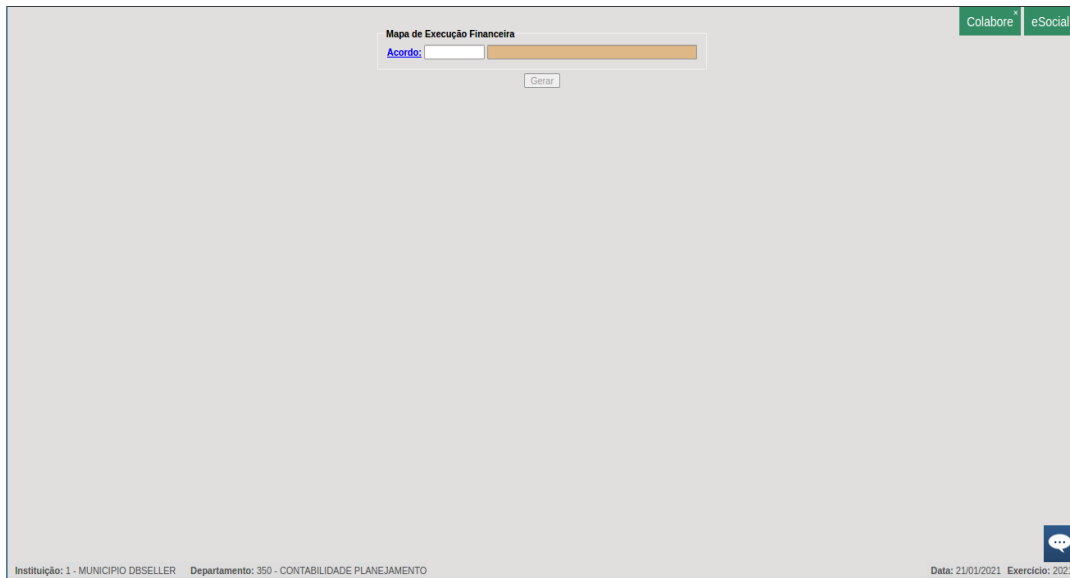 Colabore × eSocial
Mapa de Execução Financeira
Acordo:
Gerar
Instituição: 1 - MUNICIPIO DBSELLER Departamento: 350 - CONTABILIDADE PLANEJAMENTO Data: 21/01/2021 Exercício: 2021